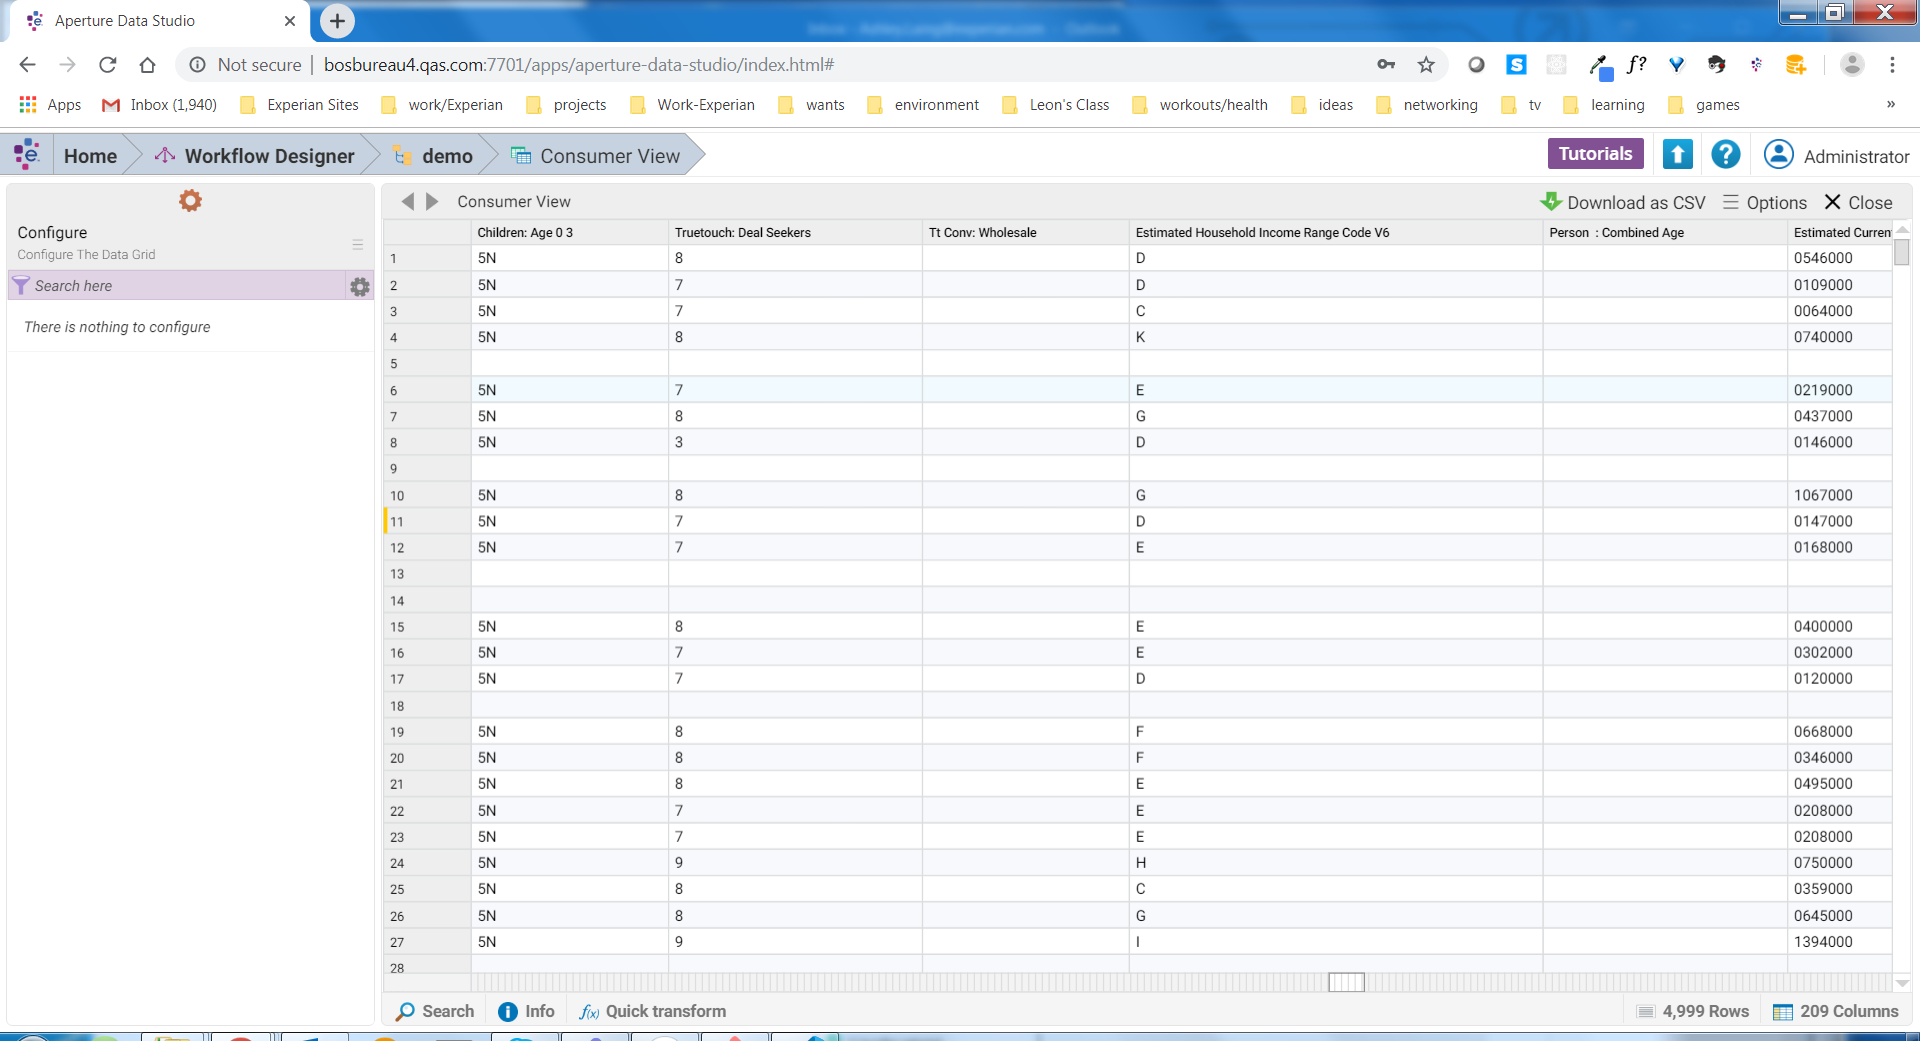 Aperture Data Studio
Not secure | bosbureau4.qas.com:7701/apps/aperture-data-studio/index.html#
Apps Inbox (1,940) Experian Sites work/Experian projects Work-Experian wants environment Leon's Class workouts/health ideas networking tv learning games »
Home Workflow Designer demo Consumer View Tutorials Administrator
Consumer View Download as CSV Options Close
Configure
Configure The Data Grid
Search here
There is nothing to configure
Children: Age 0 3 Truetouch: Deal Seekers Tt Conv: Wholesale Estimated Household Income Range Code V6 Person : Combined Age Estimated Curren
1 5N 8 D 0546000
2 5N 7 D 0109000
3 5N 7 C 0064000
4 5N 8 K 0740000
5
6 5N 7 E 0219000
7 5N 8 G 0437000
8 5N 3 D 0146000
9
10 5N 8 G 1067000
11 5N 7 D 0147000
12 5N 7 E 0168000
13
14
15 5N 8 E 0400000
16 5N 7 E 0302000
17 5N 7 D 0120000
18
19 5N 8 F 0668000
20 5N 8 F 0346000
21 5N 8 E 0495000
22 5N 7 E 0208000
23 5N 7 E 0208000
24 5N 9 H 0750000
25 5N 8 C 0359000
26 5N 8 G 0645000
27 5N 9 I 1394000
28
Search Info f(x) Quick transform 4,999 Rows 209 Columns